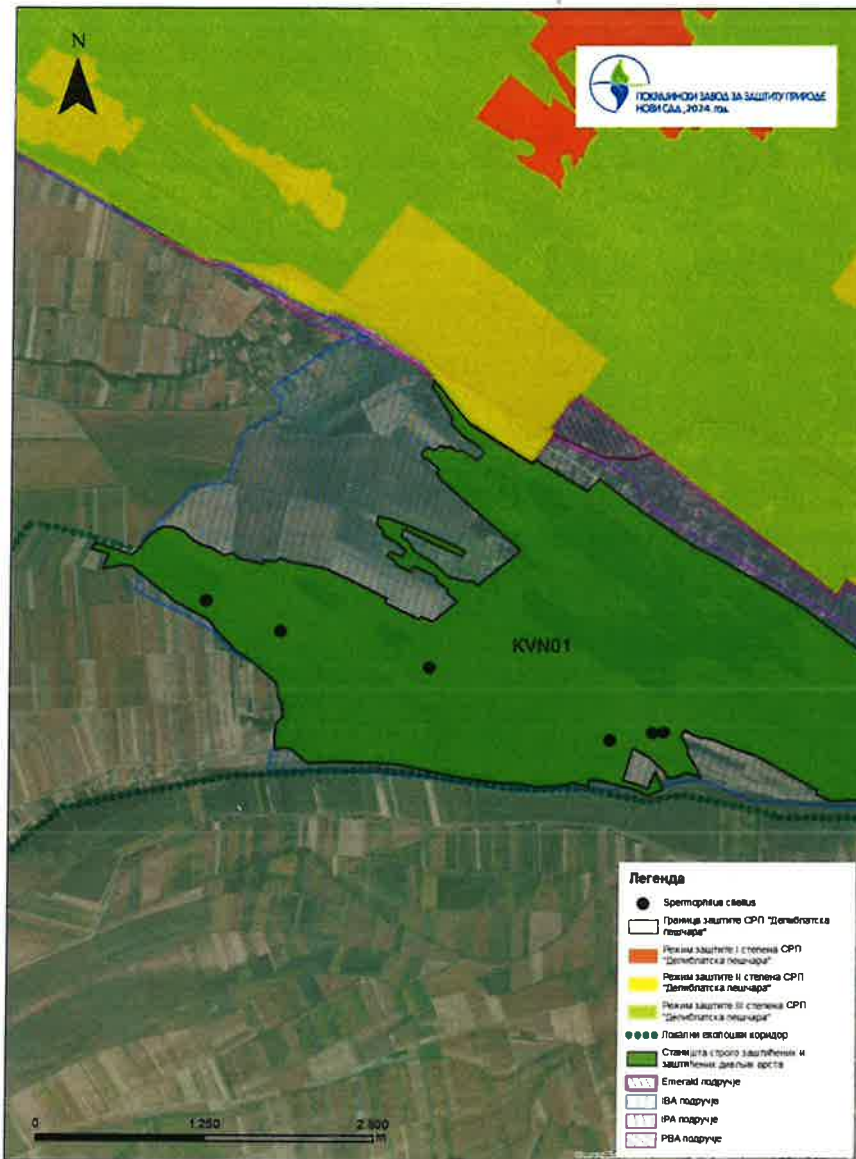 N
ПОКРАЈИНСКИ ЗАВОД ЗА ЗАШТИТУ ПРИРОДЕ
НОВИ САД, 2024. год.
KVN01
Легенда
Spermophilus citellus
Граница заштите СРП "Делиблатска
пешчара"
Режим заштите I степена СРП
"Делиблатска пешчара"
Режим заштите II степена СРП
"Делиблатска пешчара"
Режим заштите III степена СРП
"Делиблатска пешчара"
Локални еколошки коридор
Станишта строго заштићених и
заштићених дивљих врста
Emerald подручје
IBA подручје
IPA подручје
PBA подручје
0 1.250 2.500
m